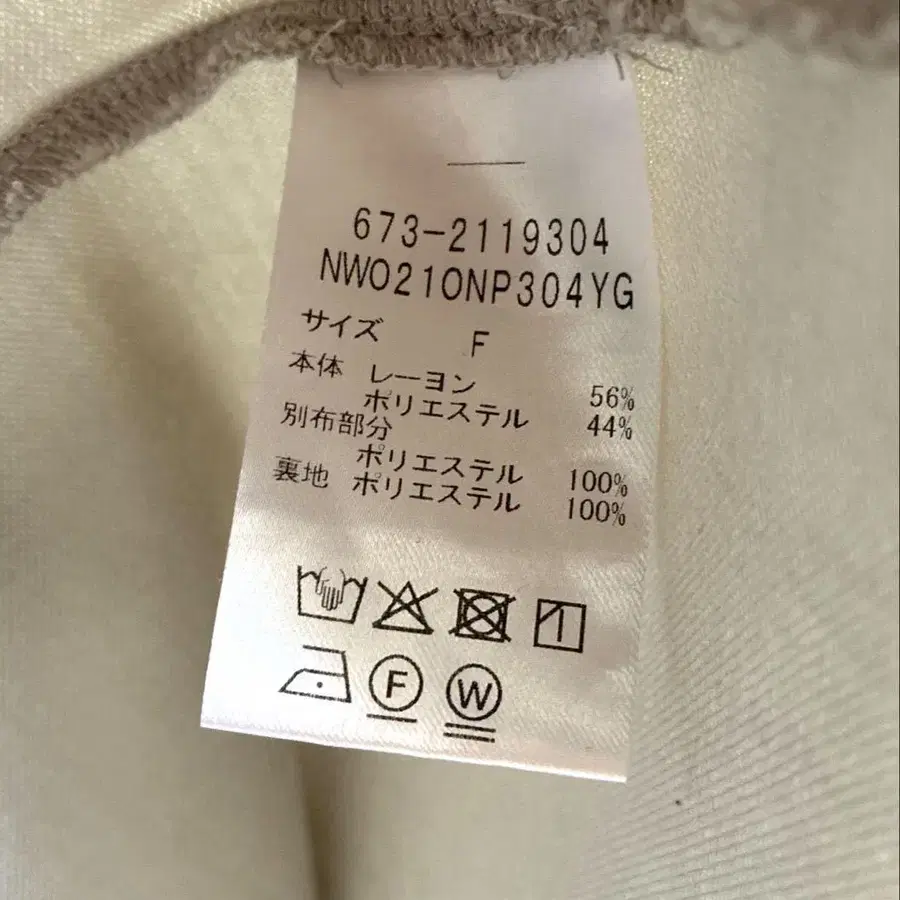 673-2119304
NW0210NP304YG
サイズ F
本体 レーヨン 56%
ポリエステル 44%
別布部分
ポリエステル 100%
裏地 ポリエステル 100%
F W